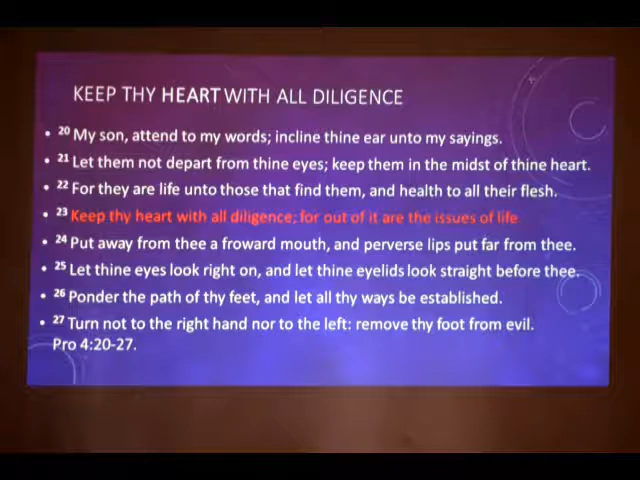 KEEP THY HEART WITH ALL DILIGENCE
• 20 My son, attend to my words; incline thine ear unto my sayings.
• 21 Let them not depart from thine eyes; keep them in the midst of thine heart.
• 22 For they are life unto those that find them, and health to all their flesh.
• 23 Keep thy heart with all diligence; for out of it are the issues of life.
• 24 Put away from thee a froward mouth, and perverse lips put far from thee.
• 25 Let thine eyes look right on, and let thine eyelids look straight before thee.
• 26 Ponder the path of thy feet, and let all thy ways be established.
• 27 Turn not to the right hand nor to the left: remove thy foot from evil.
Pro 4:20-27.